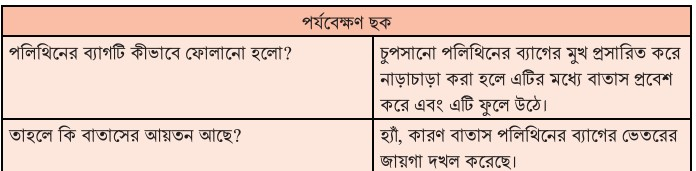 পর্যবেক্ষণ ছক
পলিথিনের ব্যাগটি কীভাবে ফোলানো হলো?
চুপসানো পলিথিনের ব্যাগের মুখ প্রসারিত করে
নাড়াচাড়া করা হলে এটির মধ্যে বাতাস প্রবেশ
করে এবং এটি ফুলে উঠে।
তাহলে কি বাতাসের আয়তন আছে?
হ্যাঁ, কারণ বাতাস পলিথিনের ব্যাগের ভেতরের
জায়গা দখল করেছে।